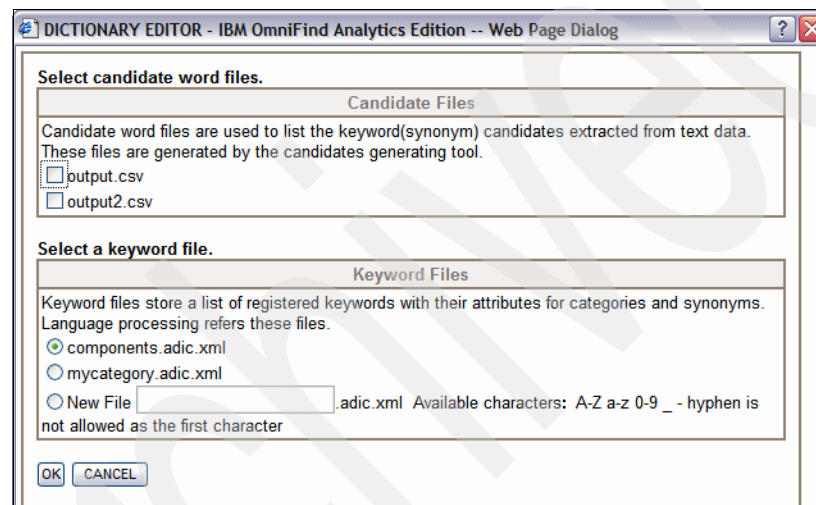 DICTIONARY EDITOR - IBM OmniFind Analytics Edition -- Web Page Dialog
Select candidate word files.
Candidate Files
Candidate word files are used to list the keyword(synonym) candidates extracted from text data.
These files are generated by the candidates generating tool.
output.csv
output2.csv
Select a keyword file.
Keyword Files
Keyword files store a list of registered keywords with their attributes for categories and synonyms.
Language processing refers these files.
components.adic.xml
mycategory.adic.xml
New File .adic.xml Available characters: A-Z a-z 0-9 _ - hyphen is
not allowed as the first character
OK CANCEL